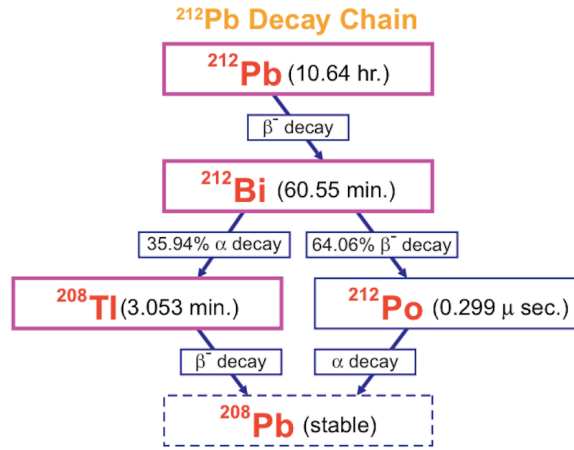 ²¹²Pb Decay Chain
²¹²Pb (10.64 hr.)
β⁻ decay
²¹²Bi (60.55 min.)
35.94% α decay
64.06% β⁻ decay
²⁰⁸Tl (3.053 min.)
²¹²Po (0.299 μ sec.)
β⁻ decay
α decay
²⁰⁸Pb (stable)